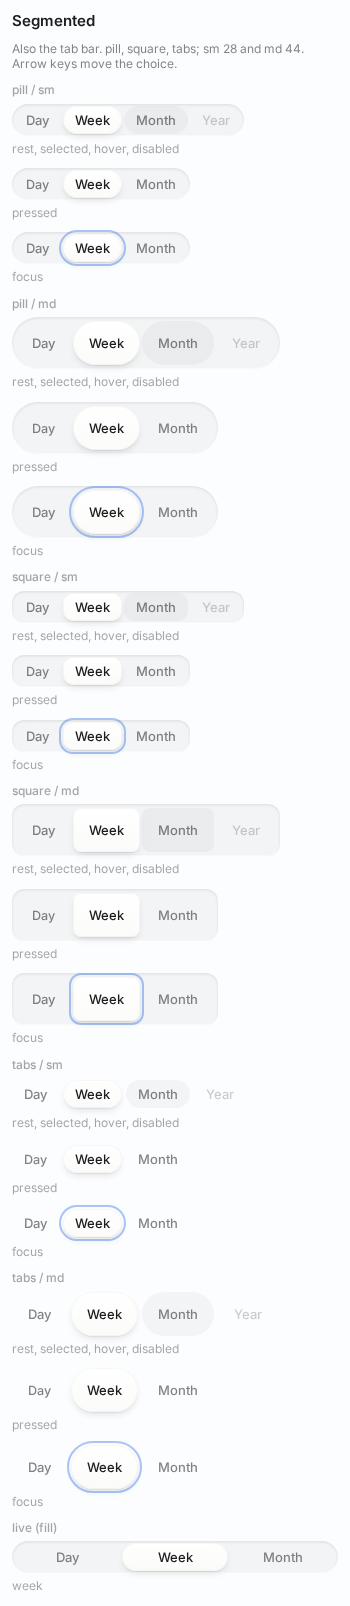 Segmented
Also the tab bar. pill, square, tabs; sm 28 and md 44.
Arrow keys move the choice.
pill / sm
Day Week Month Year
rest, selected, hover, disabled
Day Week Month
pressed
Day Week Month
focus
pill / md
Day Week Month Year
rest, selected, hover, disabled
Day Week Month
pressed
Day Week Month
focus
square / sm
Day Week Month Year
rest, selected, hover, disabled
Day Week Month
pressed
Day Week Month
focus
square / md
Day Week Month Year
rest, selected, hover, disabled
Day Week Month
pressed
Day Week Month
focus
tabs / sm
Day Week Month Year
rest, selected, hover, disabled
Day Week Month
pressed
Day Week Month
focus
tabs / md
Day Week Month Year
rest, selected, hover, disabled
Day Week Month
pressed
Day Week Month
focus
live (fill)
Day Week Month
week